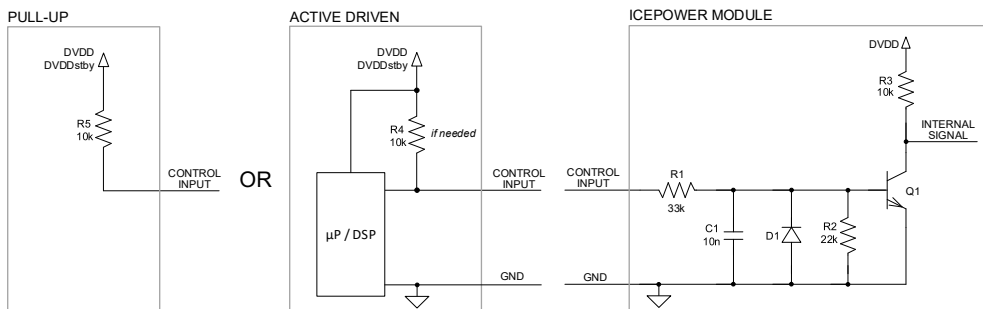 PULL-UP
DVDD
DVDDstby
R5
10k
CONTROL
INPUT
OR
ACTIVE DRIVEN
DVDD
DVDDstby
R4
10k
if needed
µP / DSP
CONTROL
INPUT
GND
ICEPOWER MODULE
DVDD
R3
10k
INTERNAL
SIGNAL
CONTROL
INPUT
R1
33k
Q1
C1
10n
D1
R2
22k
GND